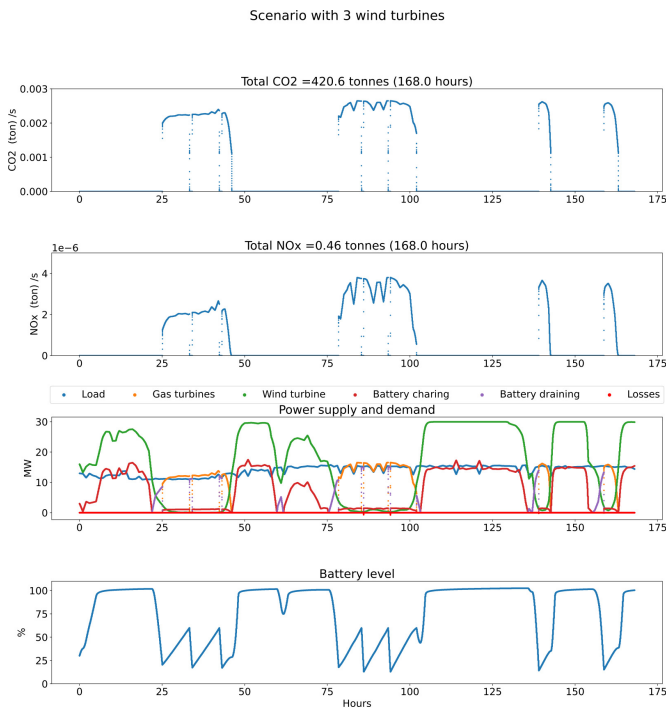 Scenario with 3 wind turbines
Total CO2 =420.6 tonnes (168.0 hours)
CO2 (ton) /s
0.003
0.002
0.001
0.000
0 25 50 75 100 125 150 175
Total NOx =0.46 tonnes (168.0 hours)
1e−6
NOx (ton) /s
4
2
0
0 25 50 75 100 125 150 175
Load Gas turbines Wind turbine Battery charing Battery draining Losses
Power supply and demand
MW
30
20
10
0
0 25 50 75 100 125 150 175
Battery level
%
100
75
50
25
0
0 25 50 75 100 125 150 175
Hours